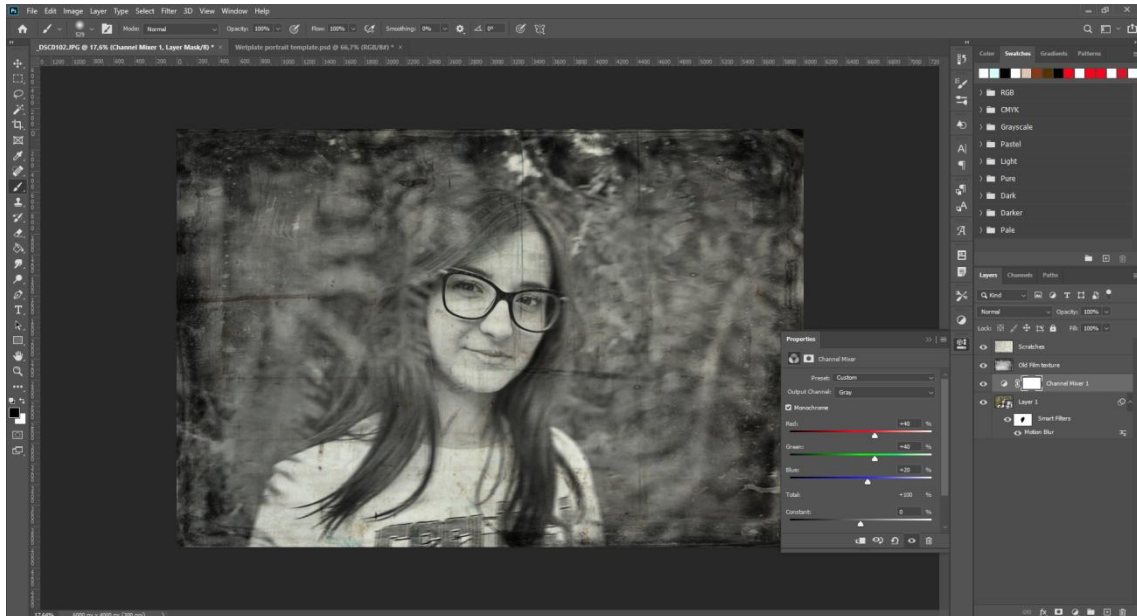 Ps File Edit Image Layer Type Select Filter 3D View Window Help
529 Mode: Normal Opacity: 100% Flow: 100% Smoothing: 0% 0°
_DSC0102.JPG @ 17,6% (Channel Mixer 1, Layer Mask/8) * × Wetplate portrait template.psd @ 66,7% (RGB/8#) * ×
Color Swatches Gradients Patterns
RGB
CMYK
Grayscale
Pastel
Light
Pure
Dark
Darker
Pale
Layers Channels Paths
Kind
Normal Opacity: 100%
Lock: Fill: 100%
Scratches
Old Film texture
Channel Mixer 1
Layer 1
Smart Filters
Motion Blur
Properties
Channel Mixer
Preset: Custom
Output Channel: Gray
Monochrome
Red: +40 %
Green: +40 %
Blue: +20 %
Total: +100 %
Constant: 0 %
17,64% 6000 px x 4000 px (300 ppi)